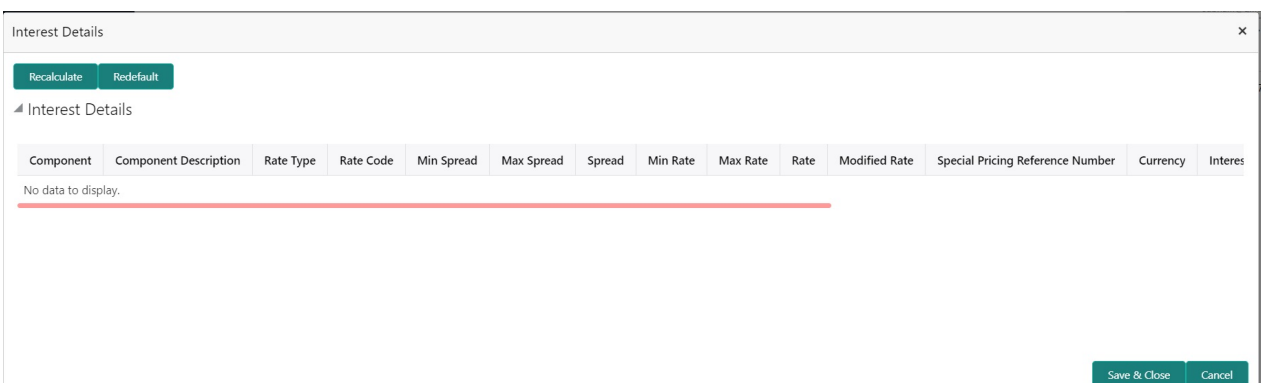 Interest Details
Recalculate Redefault
Interest Details
Component Component Description Rate Type Rate Code Min Spread Max Spread Spread Min Rate Max Rate Rate Modified Rate Special Pricing Reference Number Currency Interes
No data to display.
Save & Close Cancel